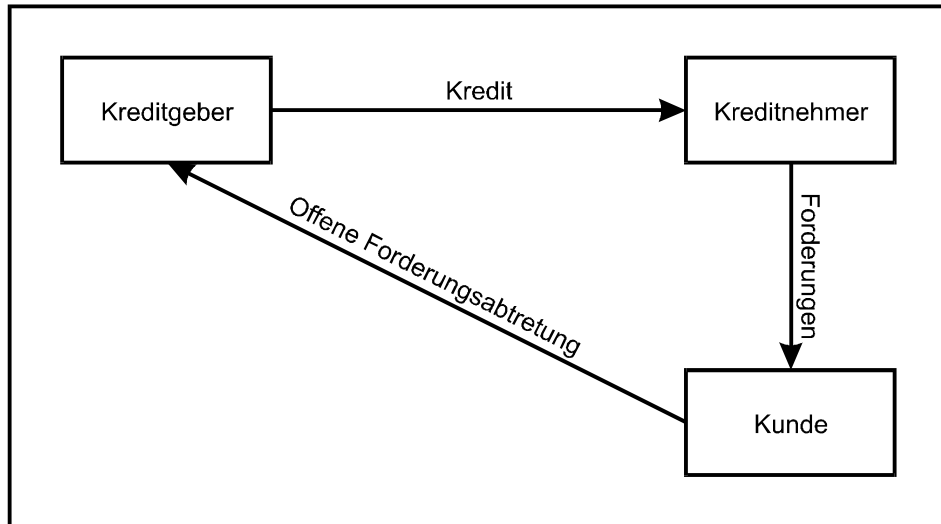 Kreditgeber
Kredit
Kreditnehmer
Offene Forderungsabtretung
Forderungen
Kunde